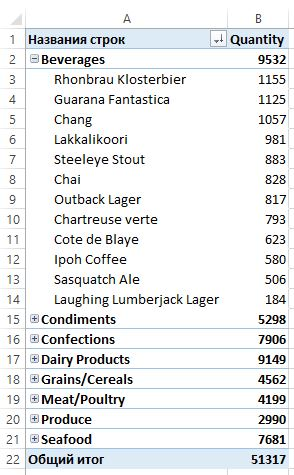 A B
1 Названия строк Quantity
2 Beverages 9532
3 Rhonbrau Klosterbier 1155
4 Guarana Fantastica 1125
5 Chang 1057
6 Lakkalikoori 981
7 Steeleye Stout 883
8 Chai 828
9 Outback Lager 817
10 Chartreuse verte 793
11 Cote de Blaye 623
12 Ipoh Coffee 580
13 Sasquatch Ale 506
14 Laughing Lumberjack Lager 184
15 Condiments 5298
16 Confections 7906
17 Dairy Products 9149
18 Grains/Cereals 4562
19 Meat/Poultry 4199
20 Produce 2990
21 Seafood 7681
22 Общий итог 51317